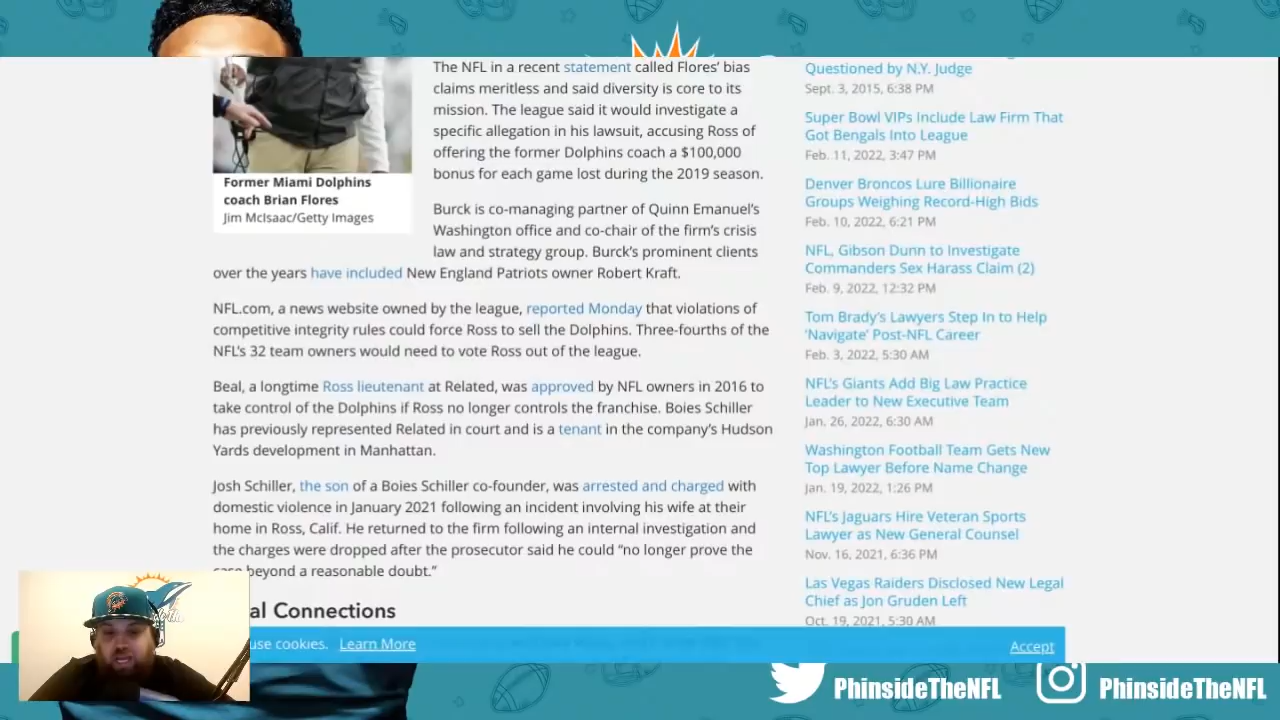 The NFL in a recent statement called Flores' bias
claims meritless and said diversity is core to its
mission. The league said it would investigate a
specific allegation in his lawsuit, accusing Ross of
offering the former Dolphins coach a $100,000
bonus for each game lost during the 2019 season.
Former Miami Dolphins
coach Brian Flores
Jim McIsaac/Getty Images
Burck is co-managing partner of Quinn Emanuel's
Washington office and co-chair of the firm's crisis
law and strategy group. Burck's prominent clients
over the years have included New England Patriots owner Robert Kraft.
NFL.com, a news website owned by the league, reported Monday that violations of
competitive integrity rules could force Ross to sell the Dolphins. Three-fourths of the
NFL's 32 team owners would need to vote Ross out of the league.
Beal, a longtime Ross lieutenant at Related, was approved by NFL owners in 2016 to
take control of the Dolphins if Ross no longer controls the franchise. Boies Schiller
has previously represented Related in court and is a tenant in the company's Hudson
Yards development in Manhattan.
Josh Schiller, the son of a Boies Schiller co-founder, was arrested and charged with
domestic violence in January 2021 following an incident involving his wife at their
home in Ross, Calif. He returned to the firm following an internal investigation and
the charges were dropped after the prosecutor said he could "no longer prove the
case beyond a reasonable doubt."
al Connections
use cookies. Learn More
Accept
Questioned by N.Y. Judge
Sept. 3, 2015, 6:38 PM
Super Bowl VIPs Include Law Firm That
Got Bengals Into League
Feb. 11, 2022, 3:47 PM
Denver Broncos Lure Billionaire
Groups Weighing Record-High Bids
Feb. 10, 2022, 6:21 PM
NFL, Gibson Dunn to Investigate
Commanders Sex Harass Claim (2)
Feb. 9, 2022, 12:32 PM
Tom Brady's Lawyers Step In to Help
'Navigate' Post-NFL Career
Feb. 3, 2022, 5:30 AM
NFL's Giants Add Big Law Practice
Leader to New Executive Team
Jan. 26, 2022, 6:30 AM
Washington Football Team Gets New
Top Lawyer Before Name Change
Jan. 19, 2022, 1:26 PM
NFL's Jaguars Hire Veteran Sports
Lawyer as New General Counsel
Nov. 16, 2021, 6:36 PM
Las Vegas Raiders Disclosed New Legal
Chief as Jon Gruden Left
Oct. 19, 2021, 5:30 AM
PhinsideTheNFL
PhinsideTheNFL